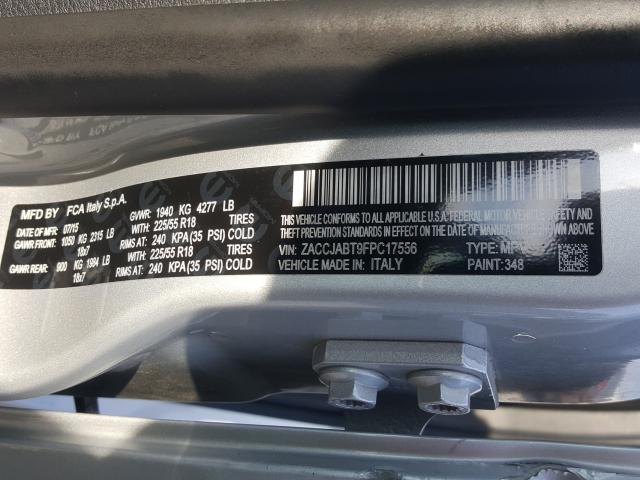 MFD BY FCA Italy S.p.A.
DATE OF MFR: 07/15 GVWR: 1940 KG 4277 LB
GAWR FRONT: 1050 KG 2315 LB WITH: 225/55 R18 TIRES
18x7 RIMS AT: 240 KPA (35 PSI) COLD
GAWR REAR: 900 KG 1984 LB WITH: 225/55 R18 TIRES
18x7 RIMS AT: 240 KPA (35 PSI) COLD
THIS VEHICLE CONFORMS TO ALL APPLICABLE U.S.A. FEDERAL MOTOR VEHICLE SAFETY
BUMPER AND THEFT PREVENTION STANDARDS IN EFFECT ON THE DATE OF MANUFACTURE
VIN: ZACCJABT9FPC17556 TYPE:
VEHICLE MADE IN: ITALY PAINT: 348